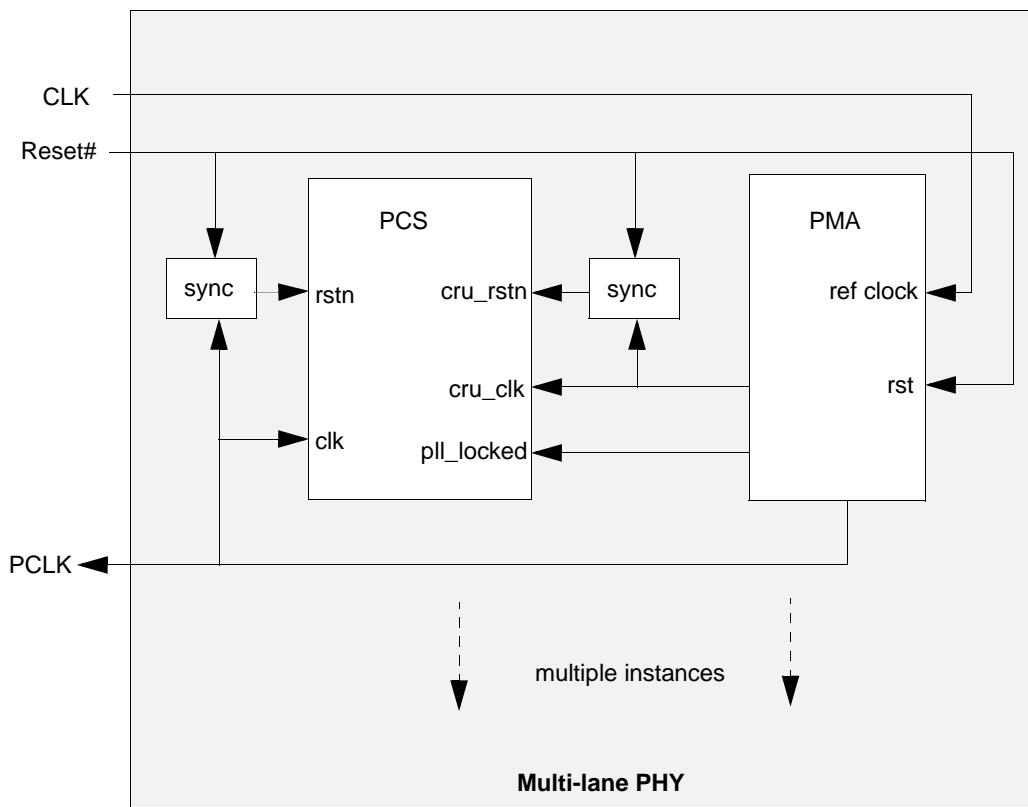 CLK
Reset#
PCS
PMA
sync
rstn
cru_rstn
sync
ref clock
cru_clk
rst
clk
pll_locked
PCLK
multiple instances
Multi-lane PHY